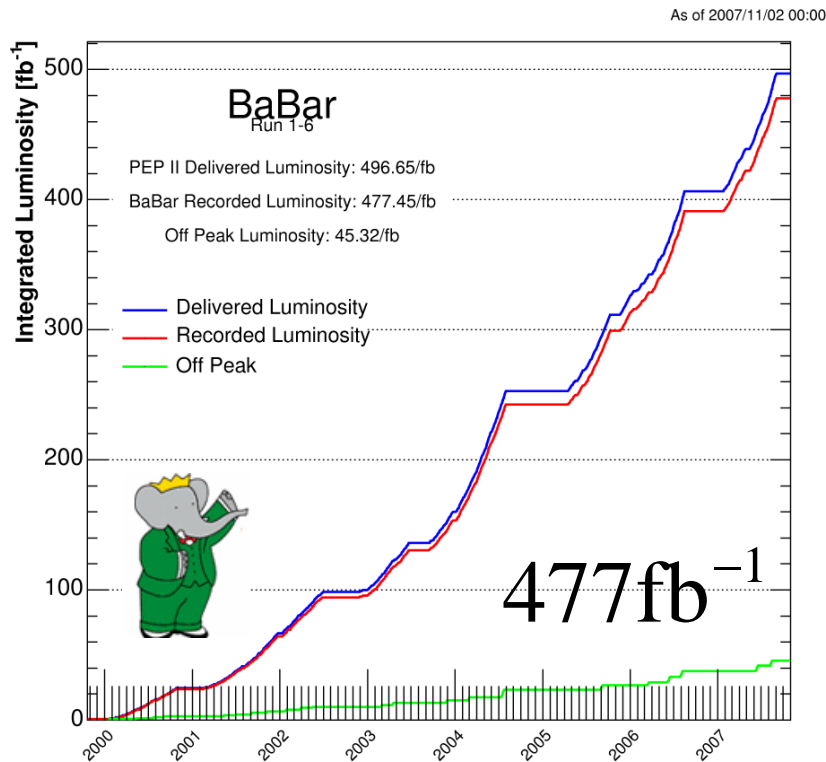 As of 2007/11/02 00:00
Integrated Luminosity [fb⁻¹]
500
400
300
200
100
0
BaBar
Run 1-6
PEP II Delivered Luminosity: 496.65/fb
BaBar Recorded Luminosity: 477.45/fb
Off Peak Luminosity: 45.32/fb
Delivered Luminosity
Recorded Luminosity
Off Peak
477fb⁻¹
2000
2001
2002
2003
2004
2005
2006
2007